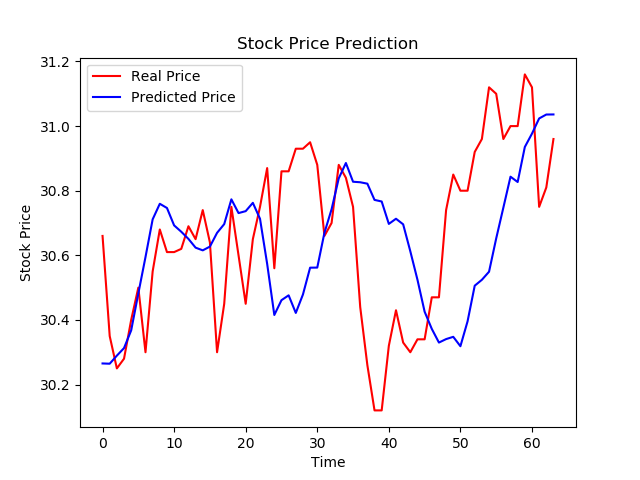 Stock Price Prediction
Real Price
Predicted Price
31.2
31.0
30.8
30.6
30.4
30.2
Stock Price
0 10 20 30 40 50 60
Time